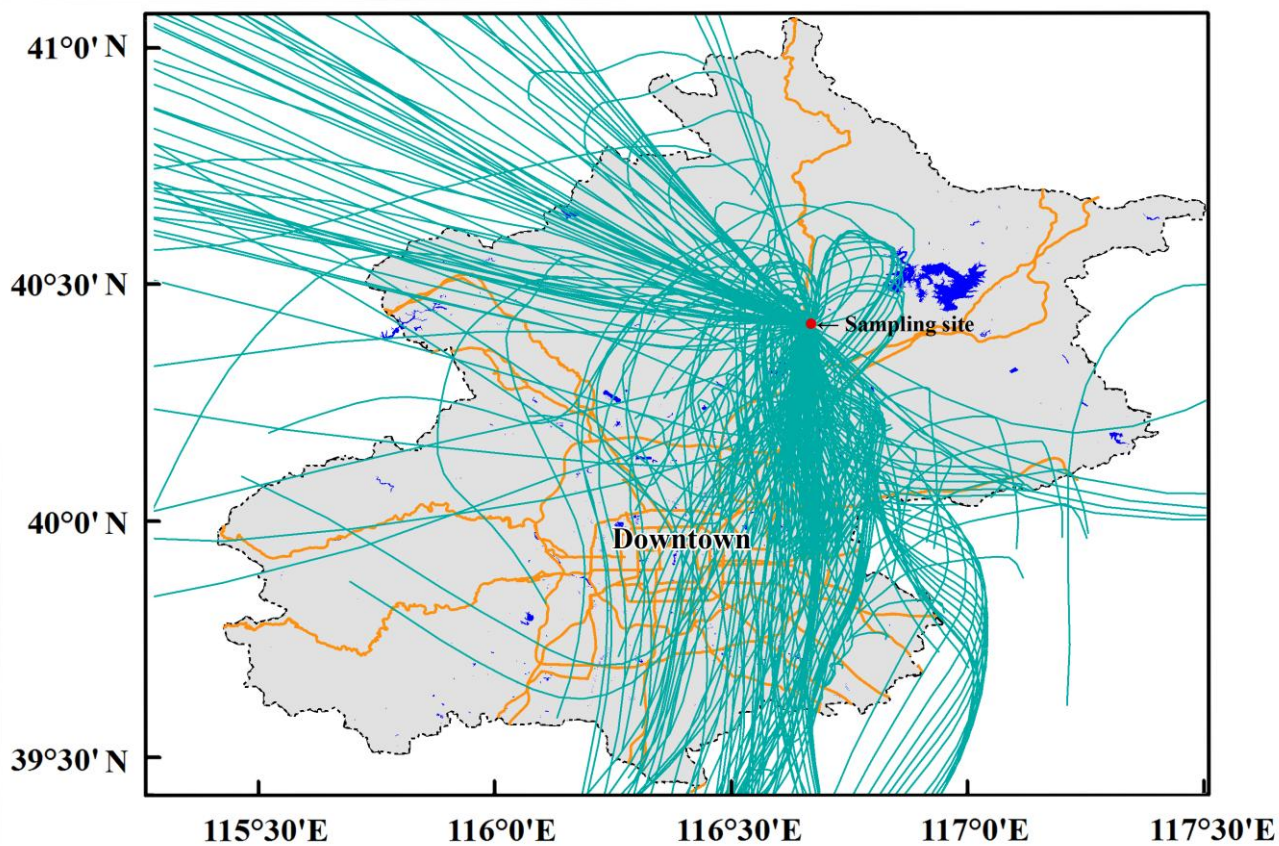 41°0' N
40°30' N
40°0' N
39°30' N
← Sampling site
Downtown
115°30'E
116°0'E
116°30'E
117°0'E
117°30'E